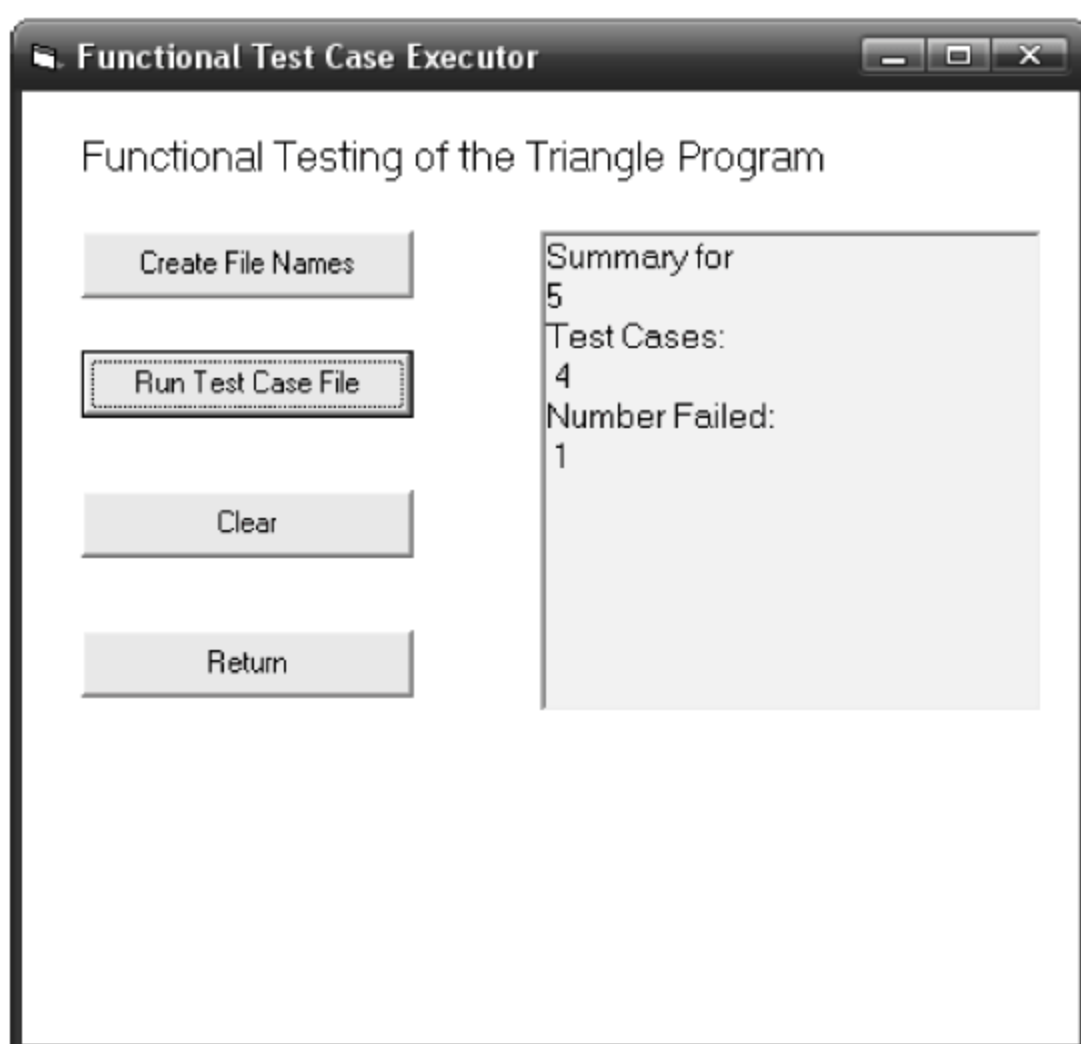 Functional Test Case Executor
Functional Testing of the Triangle Program
Create File Names
Run Test Case File
Clear
Return
Summary for
5
Test Cases:
4
Number Failed:
1